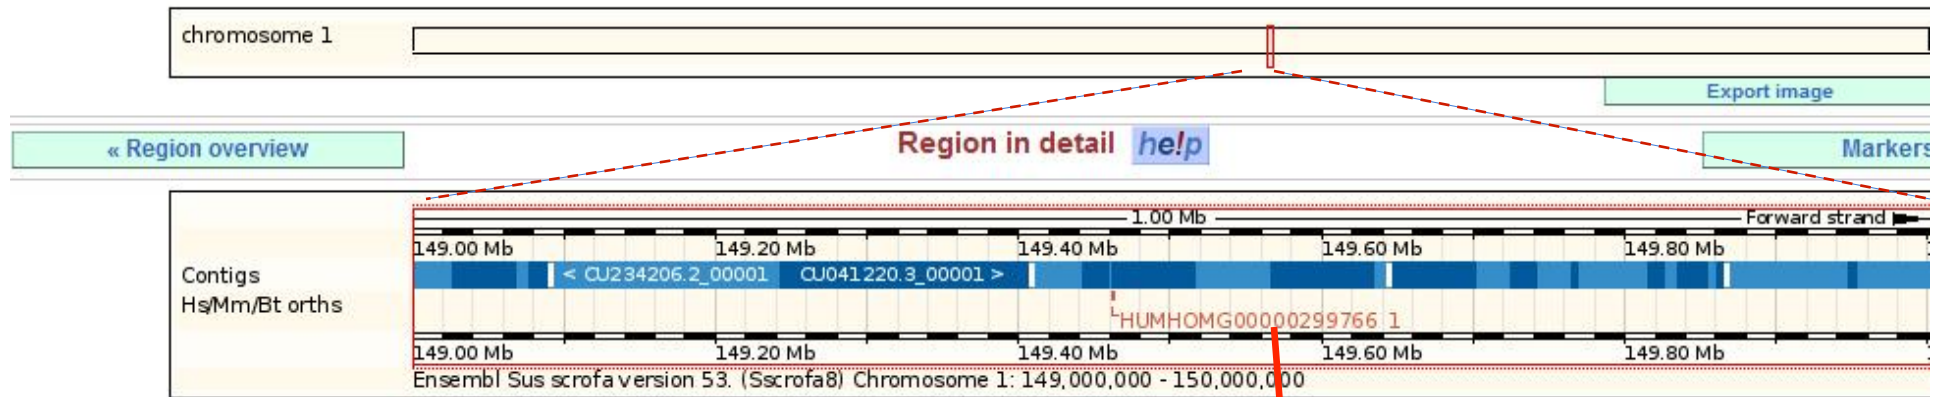 chromosome 1
Export image
« Region overview
Region in detail he!p
Markers
1.00 Mb Forward strand
149.00 Mb 149.20 Mb 149.40 Mb 149.60 Mb 149.80 Mb
Contigs < CU234206.2_00001 CU041220.3_00001 >
Hs/Mm/Bt orths
HUMHOMG00000299766 1
149.00 Mb 149.20 Mb 149.40 Mb 149.60 Mb 149.80 Mb
Ensembl Sus scrofa version 53. (Sscrofa8) Chromosome 1: 149,000,000 - 150,000,000